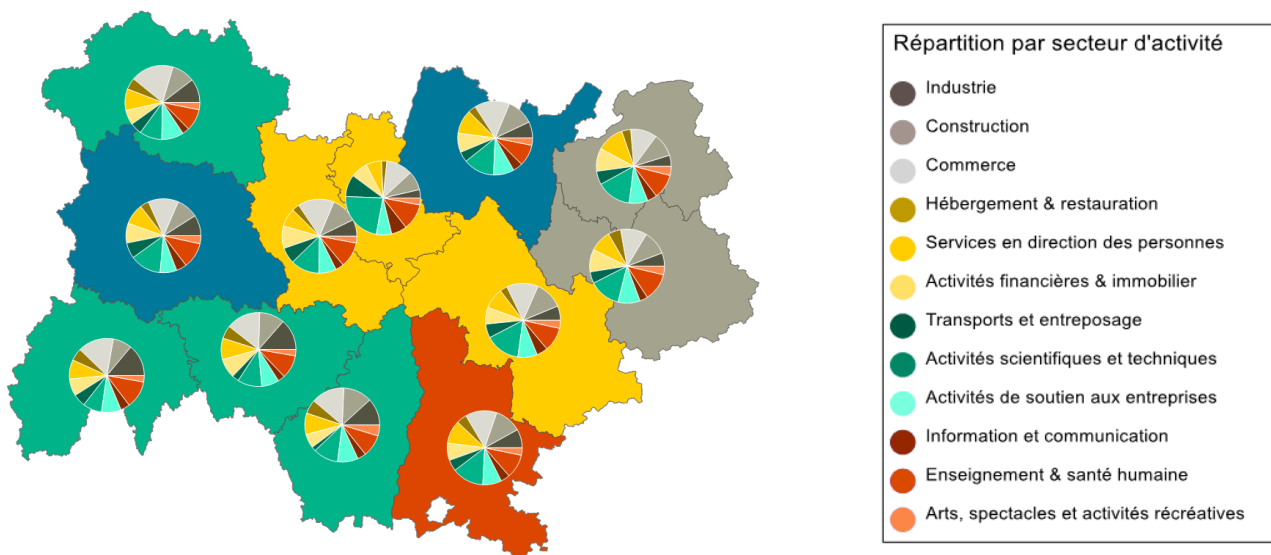 Répartition par secteur d'activité
Industrie
Construction
Commerce
Hébergement & restauration
Services en direction des personnes
Activités financières & immobilier
Transports et entreposage
Activités scientifiques et techniques
Activités de soutien aux entreprises
Information et communication
Enseignement & santé humaine
Arts, spectacles et activités récréatives